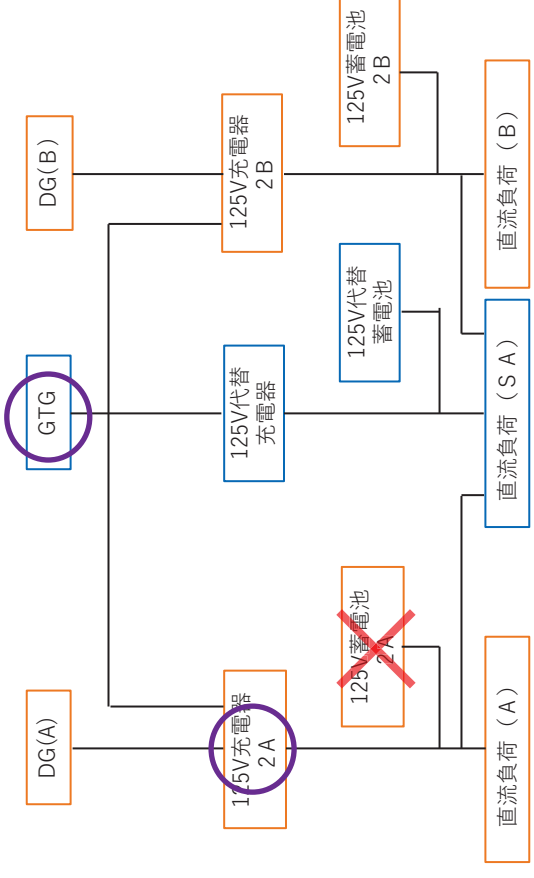 DG(A)
GTG
DG(B)
125V充電器
2A
125V代替
充電器
125V充電器
2B
125V蓄電池
2A
125V代替
蓄電池
125V蓄電池
2B
直流負荷（A）
直流負荷（SA）
直流負荷（B）